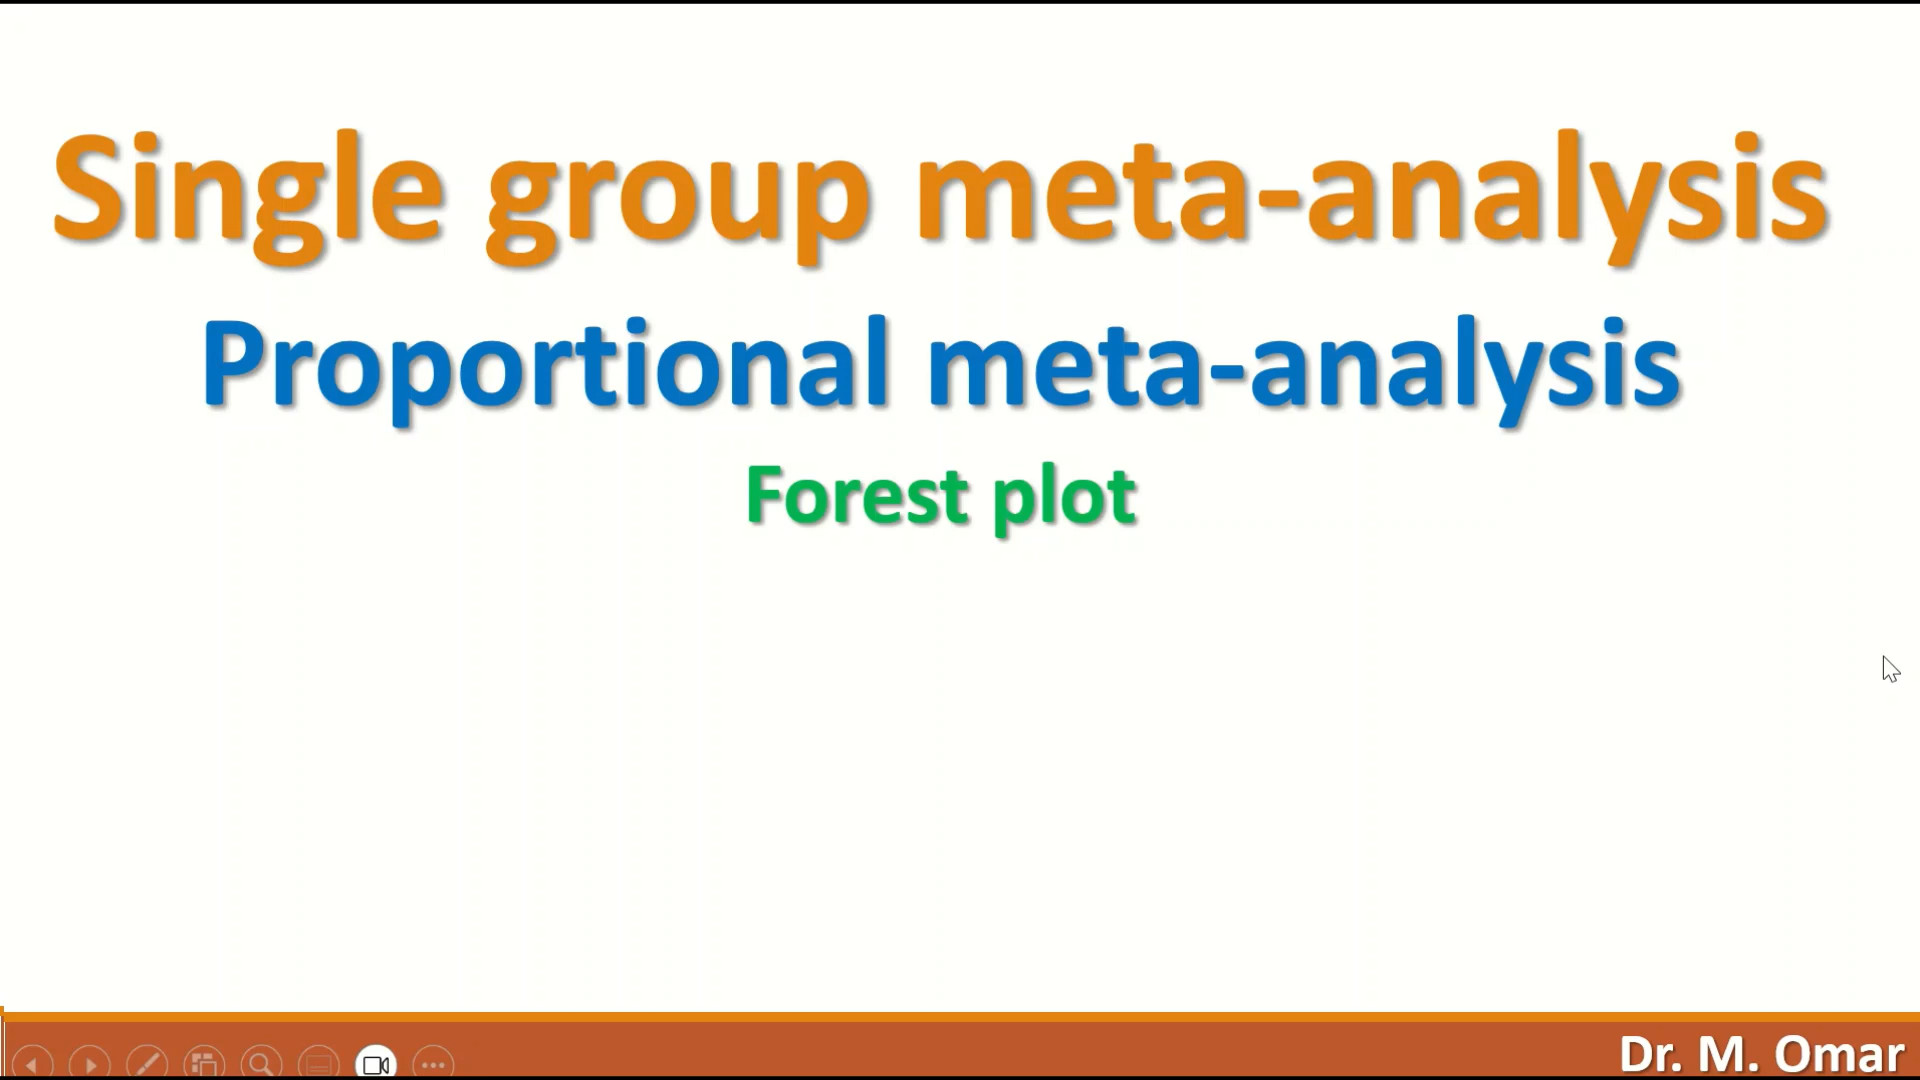 Single group meta-analysis
Proportional meta-analysis
Forest plot
Dr. M. Omar